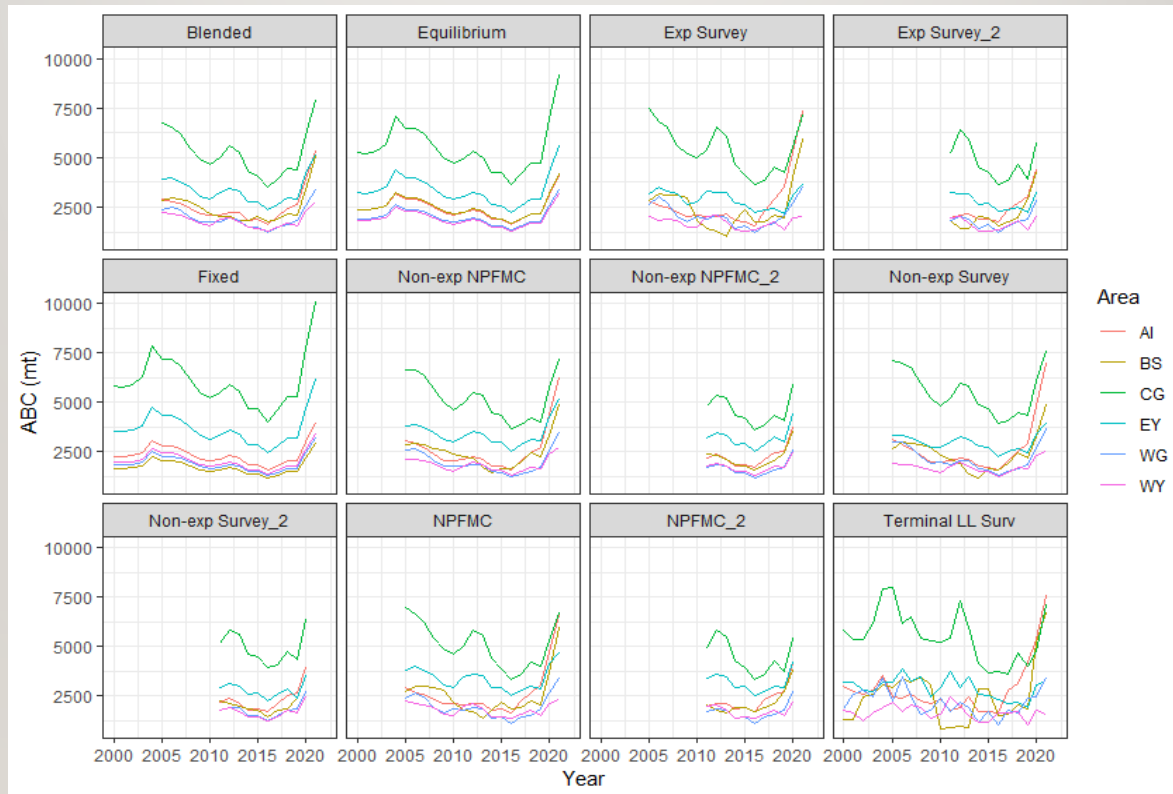 Blended Equilibrium Exp Survey Exp Survey_2
10000
7500
5000
2500
Fixed Non-exp NPFMC Non-exp NPFMC_2 Non-exp Survey
10000
7500
5000
2500
Non-exp Survey_2 NPFMC NPFMC_2 Terminal LL Surv
10000
7500
5000
2500
2000 2005 2010 2015 2020 2000 2005 2010 2015 2020 2000 2005 2010 2015 2020 2000 2005 2010 2015 2020
Year
ABC (mt)
Area
AI
BS
CG
EY
WG
WY